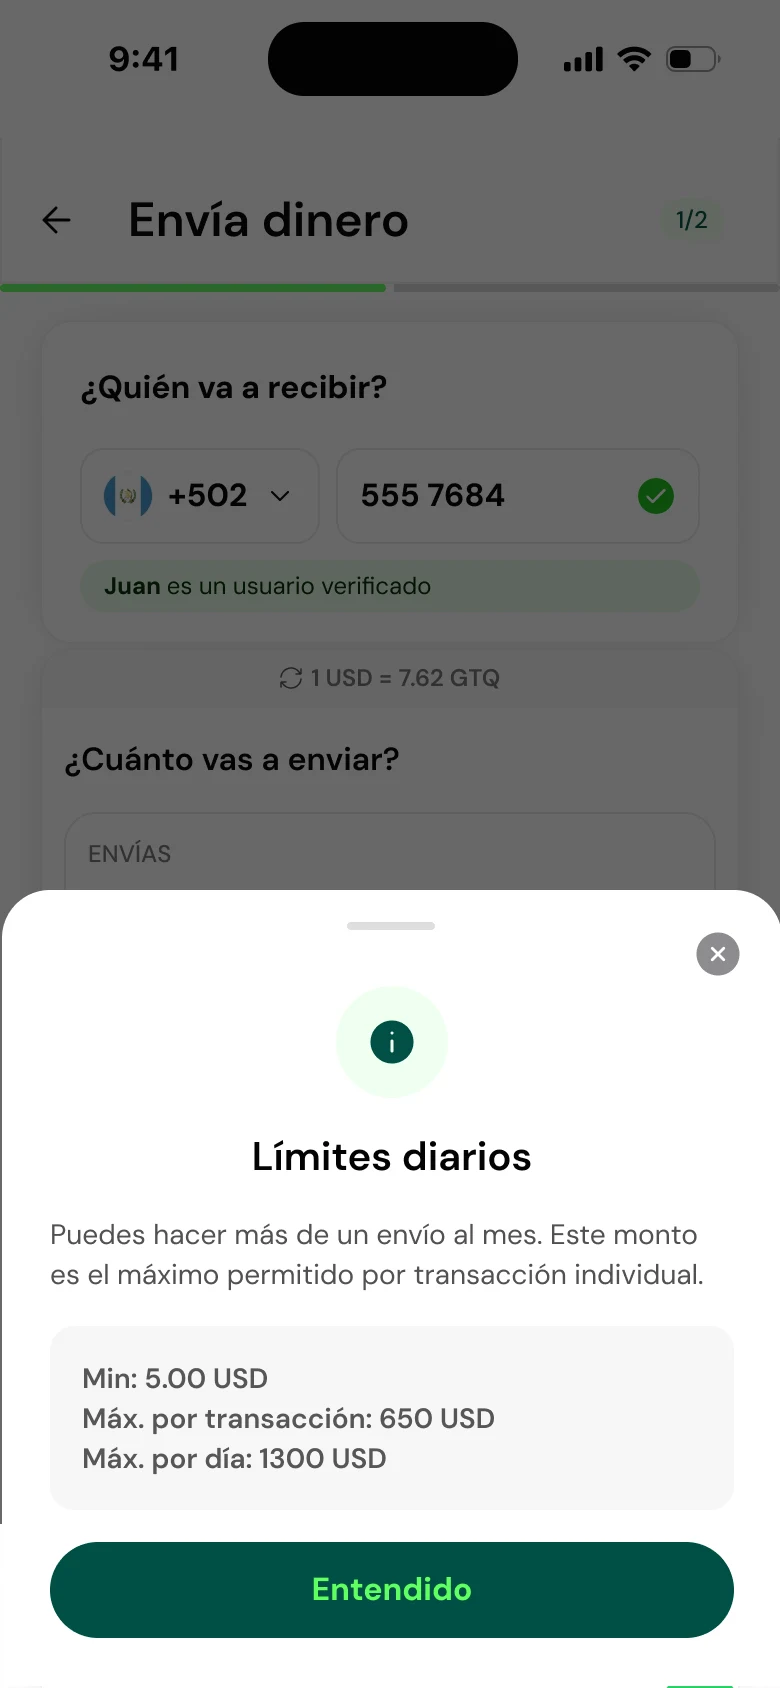 9:41
Envía dinero
1/2
¿Quién va a recibir?
+502
555 7684
Juan es un usuario verificado
1 USD = 7.62 GTQ
¿Cuánto vas a enviar?
ENVÍAS
Límites diarios
Puedes hacer más de un envío al mes. Este monto
es el máximo permitido por transacción individual.
Min: 5.00 USD
Máx. por transacción: 650 USD
Máx. por día: 1300 USD
Entendido